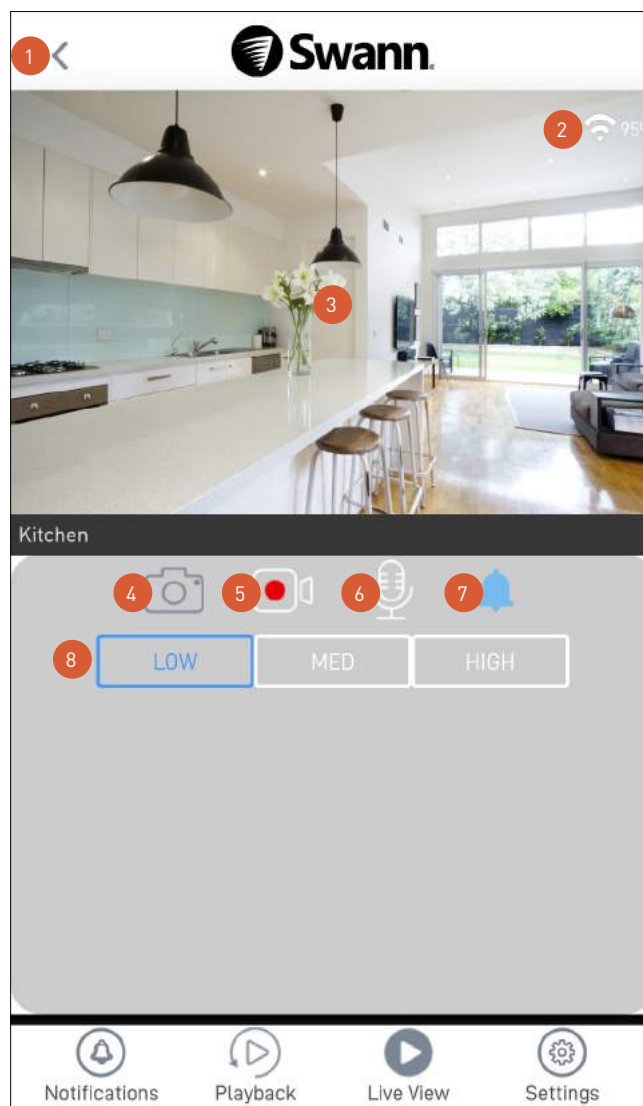 1
Swann®
2 95%
3
Kitchen
4 5 6 7
8 LOW MED HIGH
Notifications Playback Live View Settings